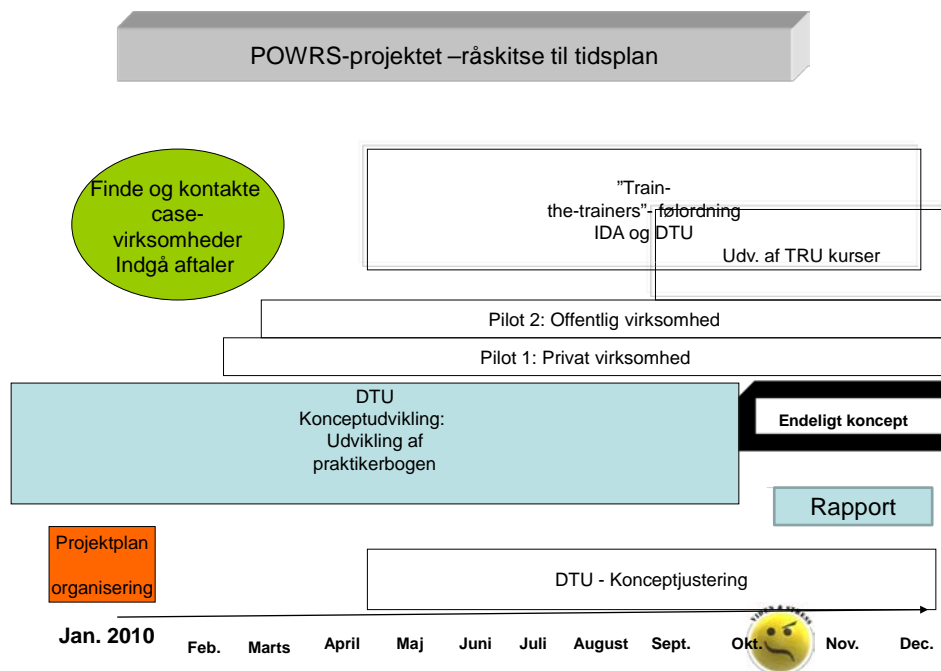 POWRS-projektet –råskitse til tidsplan
Finde og kontakte
case-
virksomheder
Indgå aftaler
”Train-
the-trainers”- følordning
IDA og DTU
Udv. af TRU kurser
Pilot 2: Offentlig virksomhed
Pilot 1: Privat virksomhed
DTU
Konceptudvikling:
Udvikling af
praktikerbogen
Endeligt koncept
Rapport
Projektplan
organisering
DTU - Konceptjustering
Jan. 2010
Feb.
Marts
April
Maj
Juni
Juli
August
Sept.
Okt.
Nov.
Dec.